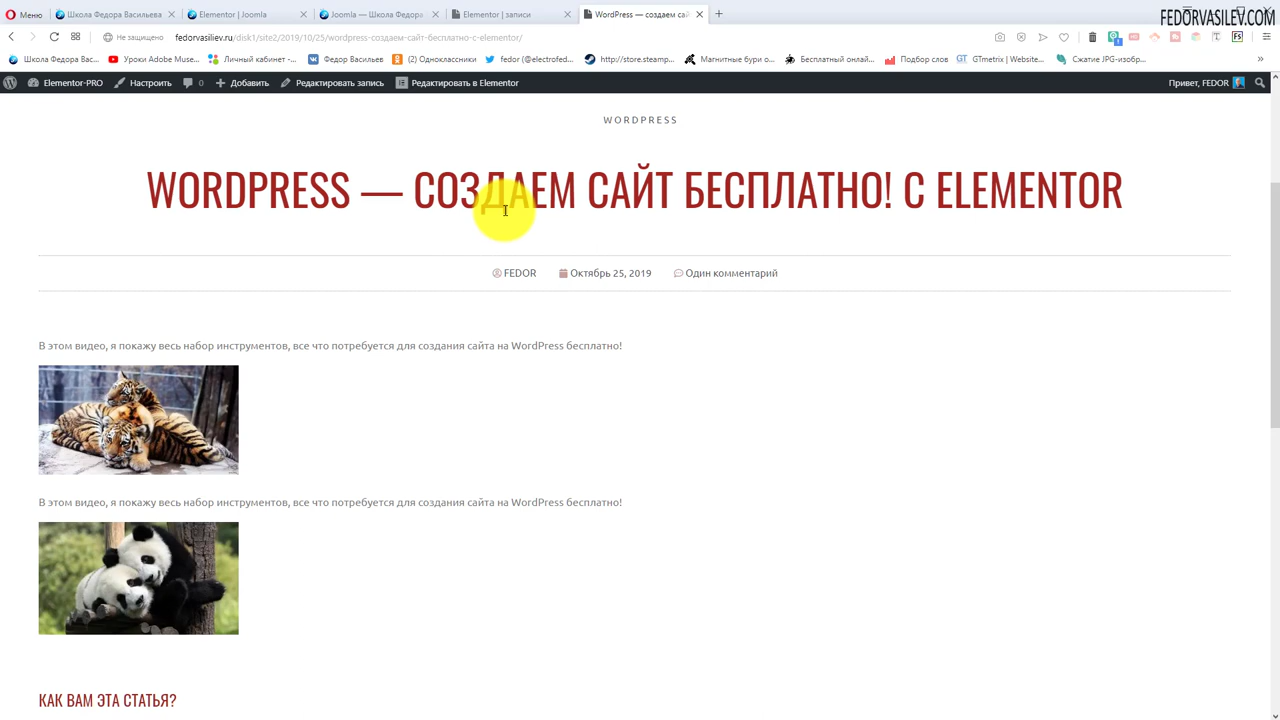 Меню
Школа Федора Васильева
Elementor | Joomla
Joomla — Школа Федора
Elementor | записи
WordPress — создаем сай
FEDORVASILEV.COM
Не защищено
fedorvasiliev.ru/disk1/site2/2019/10/25/wordpress-создаем-сайт-бесплатно-с-elementor/
Школа Федора Вас...
Уроки Adobe Muse...
Личный кабинет -...
Федор Васильев
(2) Одноклассники
fedor (@electrofed...
http://store.steamp...
Магнитные бури о...
Бесплатный онлай...
Подбор слов
GTmetrix | Website...
Сжатие JPG-изобр...
Elementor-PRO
Настроить
0
Добавить
Редактировать запись
Редактировать в Elementor
Привет, FEDOR
WORDPRESS
WORDPRESS — СОЗДАЕМ САЙТ БЕСПЛАТНО! С ELEMENTOR
FEDOR
Октябрь 25, 2019
Один комментарий
В этом видео, я покажу весь набор инструментов, все что потребуется для создания сайта на WordPress бесплатно!
В этом видео, я покажу весь набор инструментов, все что потребуется для создания сайта на WordPress бесплатно!
КАК ВАМ ЭТА СТАТЬЯ?